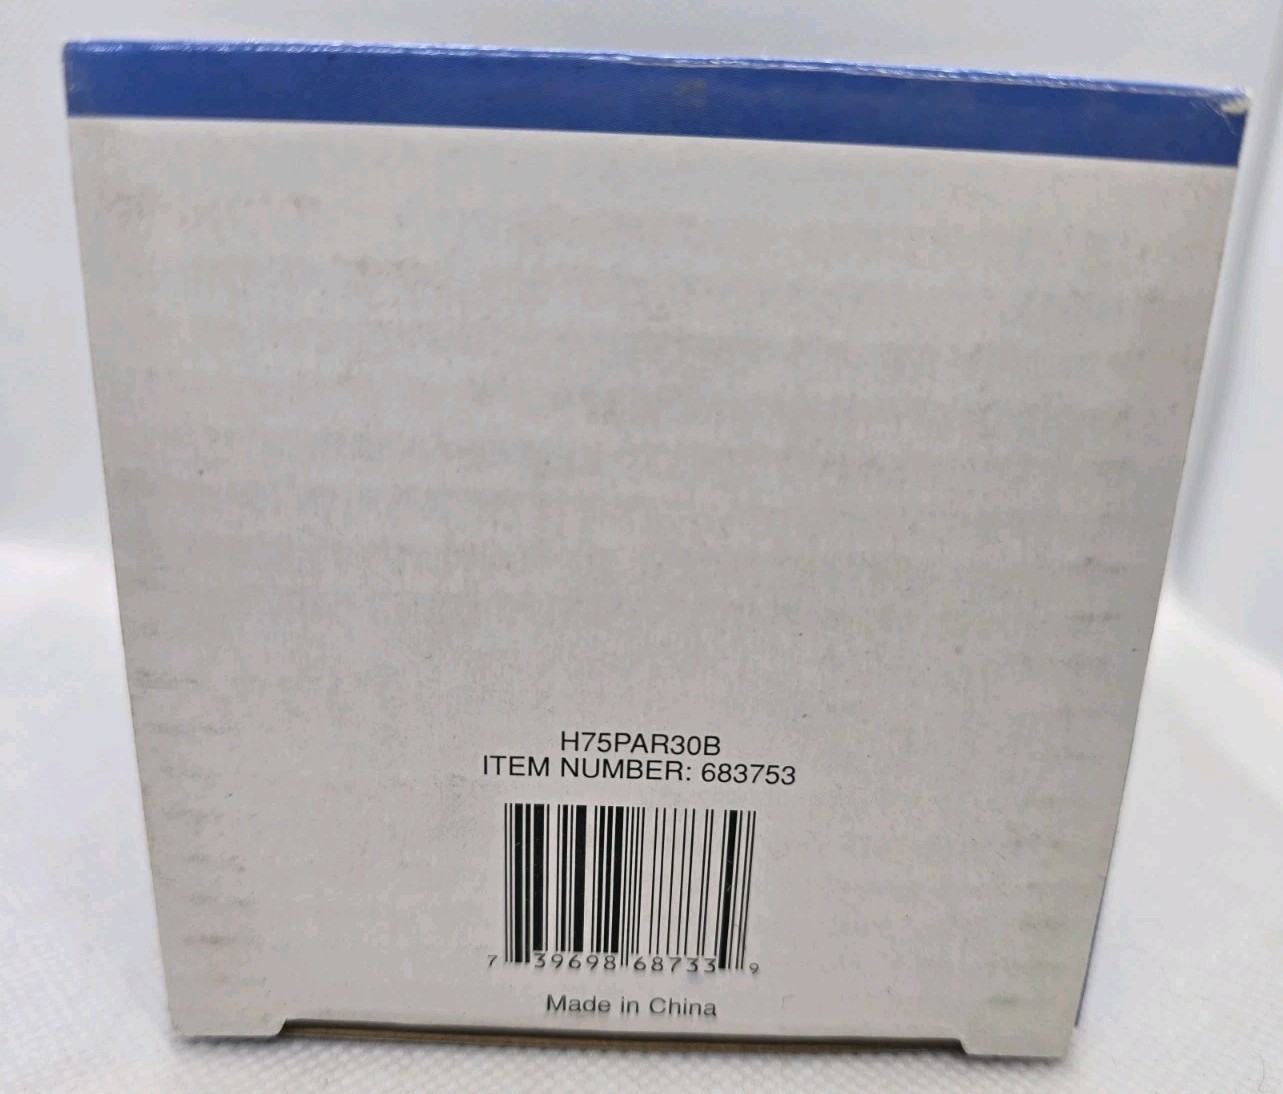 H75PAR30B
ITEM NUMBER: 683753
7 39698 68733 9
Made in China